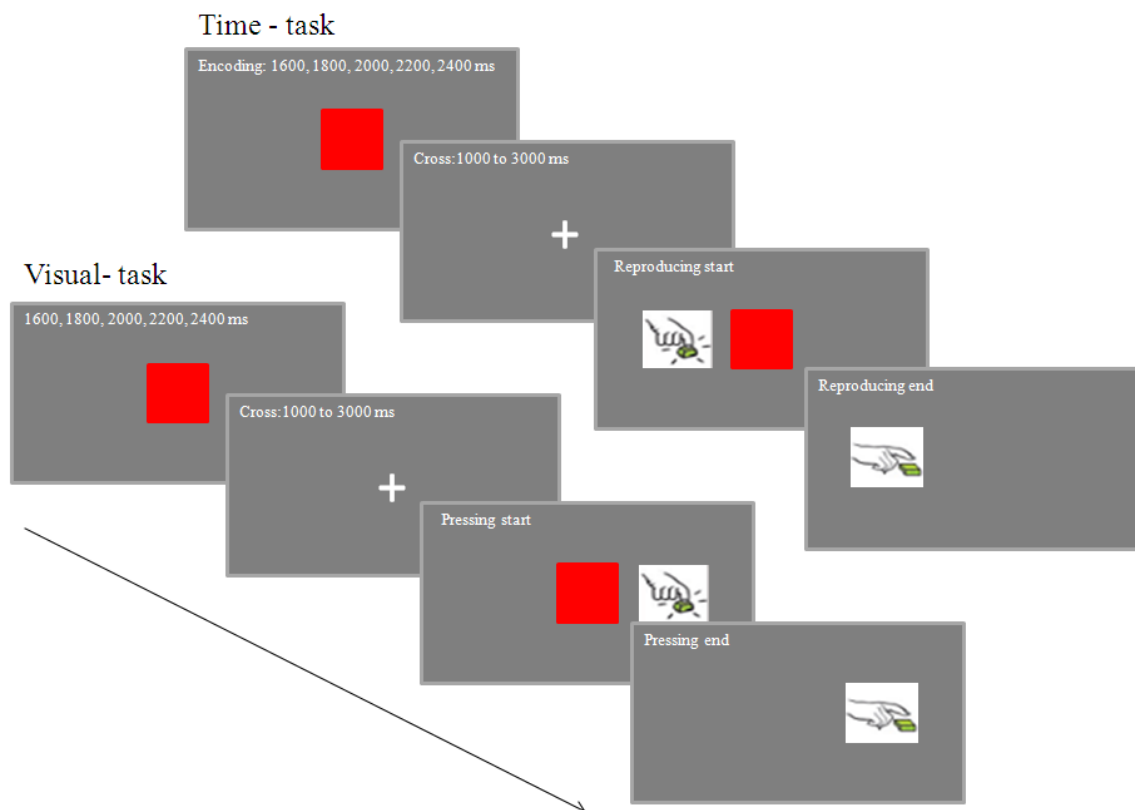 Time - task
Encoding: 1600, 1800, 2000, 2200, 2400 ms
Cross:1000 to 3000 ms
Reproducing start
Reproducing end
Visual- task
1600, 1800, 2000, 2200, 2400 ms
Cross:1000 to 3000 ms
Pressing start
Pressing end